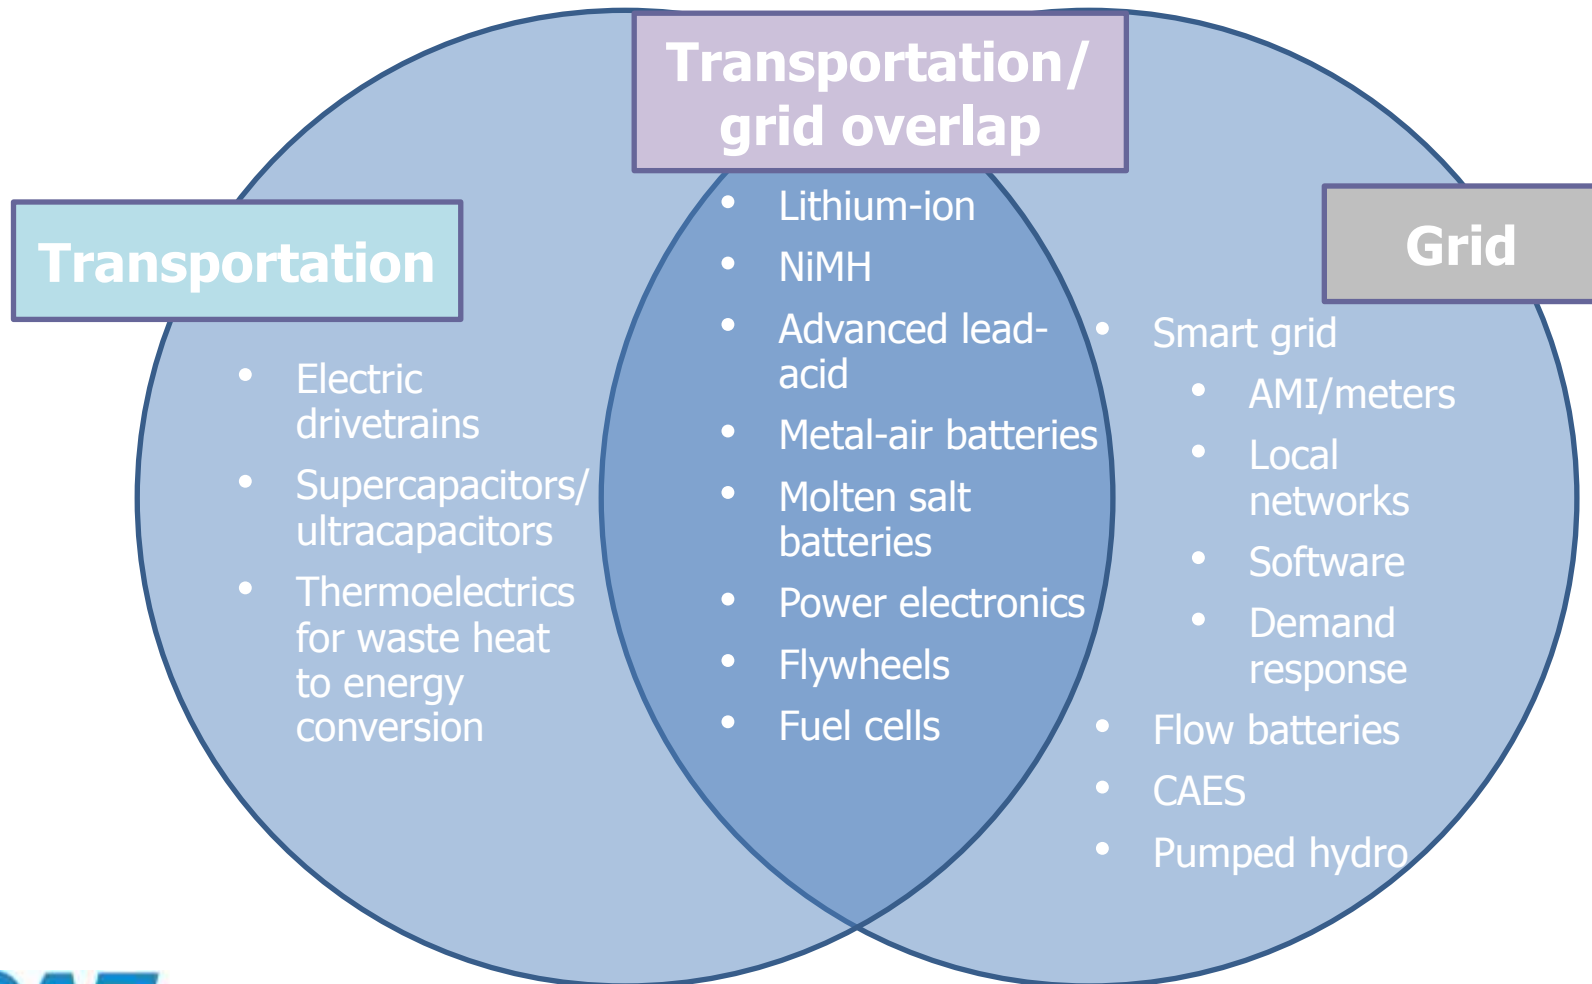 Transportation/
grid overlap
Transportation
Grid
• Electric
drivetrains
• Supercapacitors/
ultracapacitors
• Thermoelectrics
for waste heat
to energy
conversion
• Lithium-ion
• NiMH
• Advanced lead-
acid
• Metal-air batteries
• Molten salt
batteries
• Power electronics
• Flywheels
• Fuel cells
• Smart grid
• AMI/meters
• Local
networks
• Software
• Demand
response
• Flow batteries
• CAES
• Pumped hydro